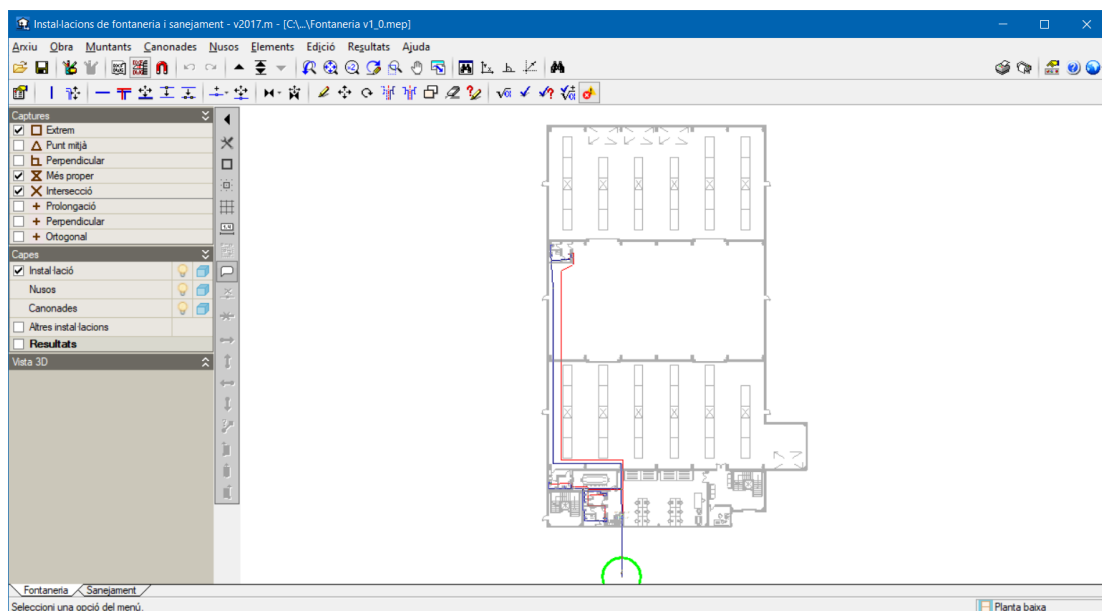 Instal·lacions de fontaneria i sanejament - v2017.m - [C:\...\Fontaneria v1_0.mep]
Arxiu Obra Muntants Canonades Nusos Elements Edició Resultats Ajuda
Captures
Extrem
Punt mitjà
Perpendicular
Més proper
Intersecció
Prolongació
Perpendicular
Ortogonal
Capes
Instal·lació
Nusos
Canonades
Altres instal·lacions
Resultats
Vista 3D
Fontaneria Sanejament
Seleccioni una opció del menú. Planta baixa